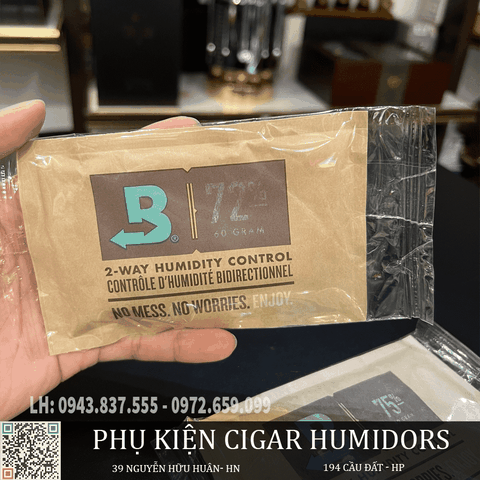 B®
72%
60 GRAM
2-WAY HUMIDITY CONTROL
CONTRÔLE D'HUMIDITÉ BIDIRECTIONNEL
NO MESS. NO WORRIES. ENJOY.
75%
LH: 0943.837.555 - 0972.659.099
PHỤ KIỆN CIGAR HUMIDORS
39 NGUYỄN HỮU HUÂN- HN
194 CẦU ĐẤT - HP